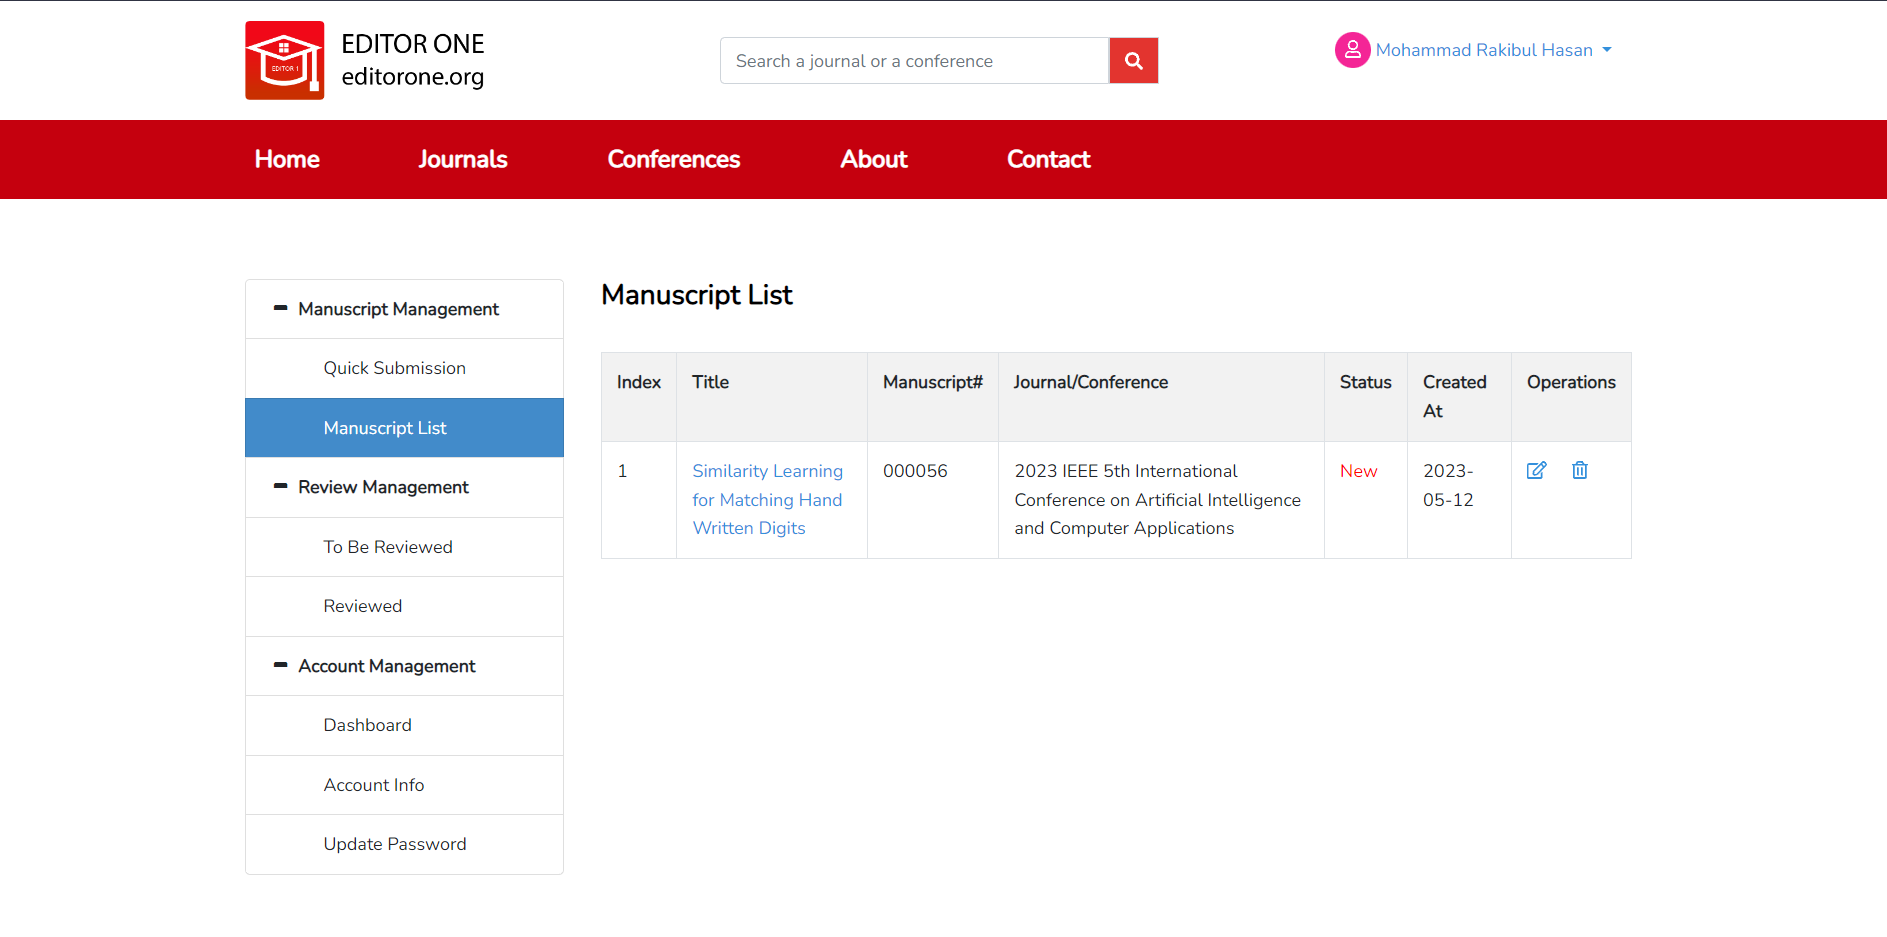 EDITOR 1
EDITOR ONE
editorone.org
Search a journal or a conference
Mohammad Rakibul Hasan
Home Journals Conferences About Contact
Manuscript Management
Quick Submission
Manuscript List
Review Management
To Be Reviewed
Reviewed
Account Management
Dashboard
Account Info
Update Password
Manuscript List
Index Title Manuscript# Journal/Conference Status Created Operations
At
1 Similarity Learning 000056 2023 IEEE 5th International New 2023-
for Matching Hand Conference on Artificial Intelligence 05-12
Written Digits and Computer Applications